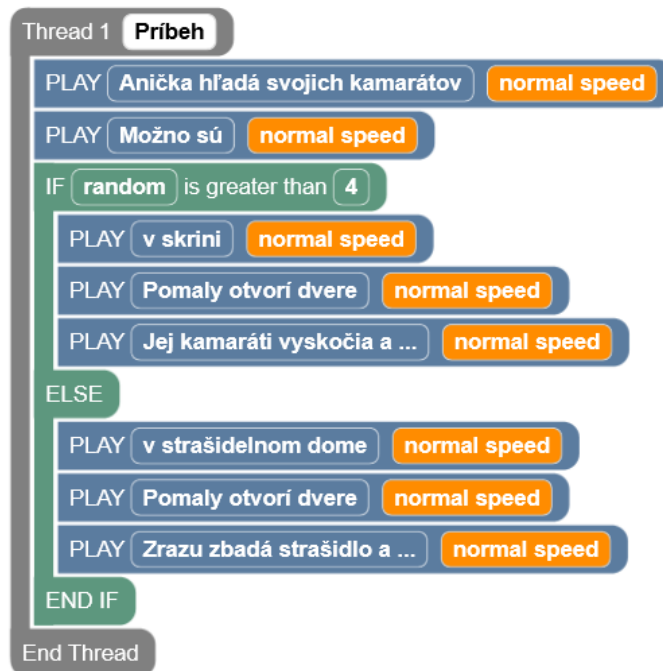 Thread 1 Príbeh
PLAY Anička hľadá svojich kamarátov normal speed
PLAY Možno sú normal speed
IF random is greater than 4
PLAY v skrini normal speed
PLAY Pomaly otvorí dvere normal speed
PLAY Jej kamaráti vyskočia a ... normal speed
ELSE
PLAY v strašidelnom dome normal speed
PLAY Pomaly otvorí dvere normal speed
PLAY Zrazu zbadá strašidlo a ... normal speed
END IF
End Thread